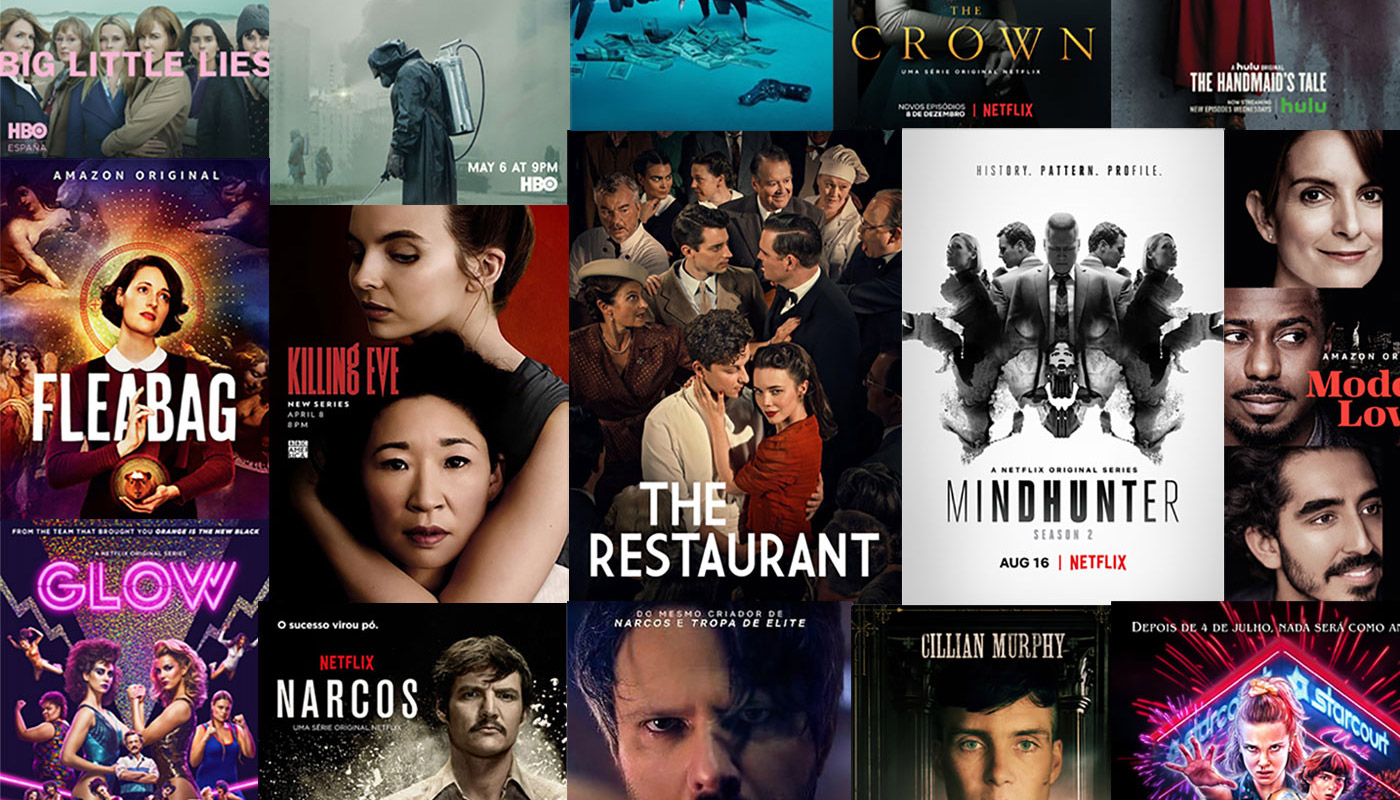 BIG LITTLE LIES
HBO
ESPAÑA
MAY 6 AT 9PM
HBO
THE
CROWN
UMA SÉRIE ORIGINAL NETFLIX
NOVOS EPISÓDIOS
8 DE DEZEMBRO | NETFLIX
A hulu ORIGINAL
THE HANDMAID'S TALE
NOW STREAMING
NEW EPISODES WEDNESDAYS | hulu
AMAZON ORIGINAL
FLEABAG
KILLING EVE
NEW SERIES
APRIL 8
8PM
BBC
AMERICA
THE
RESTAURANT
HISTORY. PATTERN. PROFILE.
A NETFLIX ORIGINAL SERIES
MINDHUNTER
SEASON 2
AUG 16 | NETFLIX
AMAZON OR
Mod
Lov
FROM THE TEAM THAT BROUGHT YOU ORANGE IS THE NEW BLACK
A NETFLIX ORIGINAL SERIES
GLOW
O sucesso virou pó.
NETFLIX
NARCOS
UMA SÉRIE ORIGINAL NETFLIX
DO MESMO CRIADOR DE
NARCOS E TROPA DE ELITE
CILLIAN MURPHY
DEPOIS DE 4 DE JULHO, NADA SERÁ COMO AN
starcourt